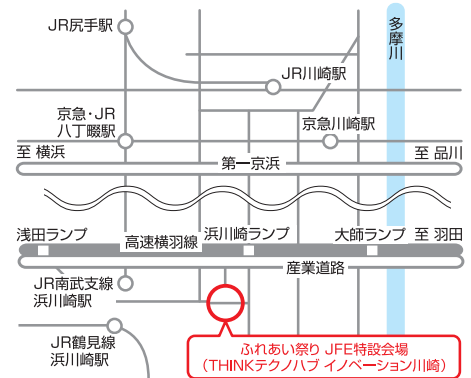 JR尻手駅
多摩川
JR川崎駅
京急・JR
八丁畷駅
京急川崎駅
至 横浜
至 品川
第一京浜
浅田ランプ
高速横羽線
浜川崎ランプ
大師ランプ
至 羽田
産業道路
JR南武支線
浜川崎駅
JR鶴見線
浜川崎駅
ふれあい祭り JFE特設会場
（THINKテクノハブ イノベーション川崎）